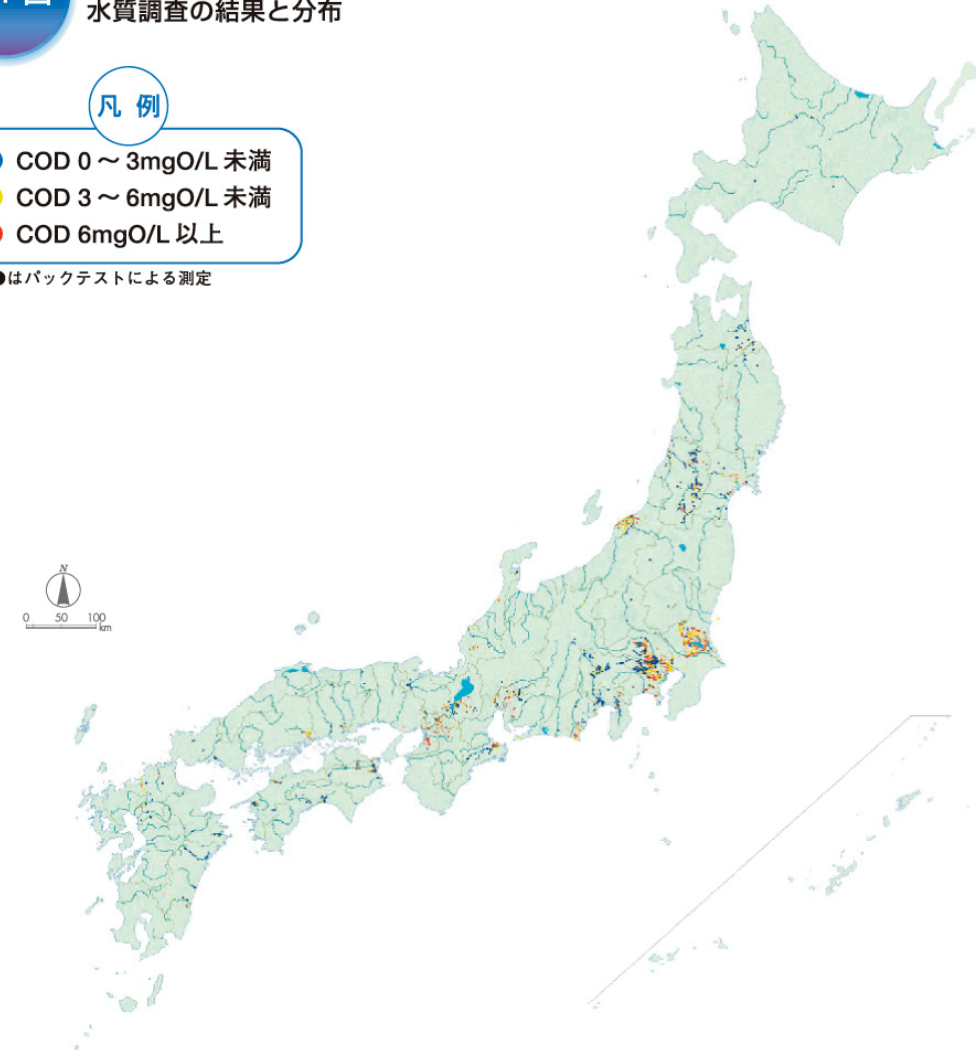 水質調査の結果と分布
凡 例
COD 0 ～ 3mgO/L 未満
COD 3 ～ 6mgO/L 未満
COD 6mgO/L 以上
●はパックテストによる測定
N
0 50 100
km